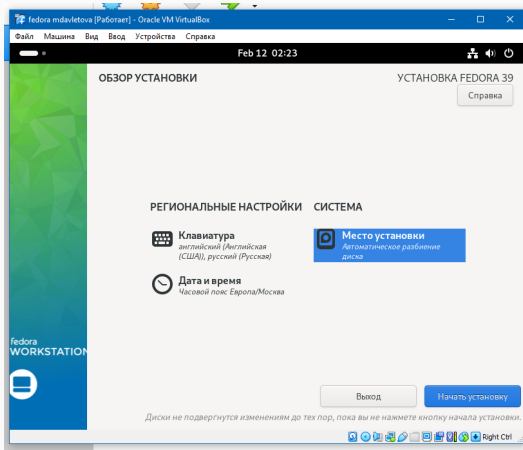 fedora mdavletova [Работает] - Oracle VM VirtualBox
Файл Машина Вид Ввод Устройства Справка
Feb 12 02:23
ОБЗОР УСТАНОВКИ
УСТАНОВКА FEDORA 39
Справка
РЕГИОНАЛЬНЫЕ НАСТРОЙКИ
СИСТЕМА
Клавиатура
английский (Английская
(США)), русский (Русская)
Место установки
Автоматическое разбиение
диска
Дата и время
Часовой пояс Европа/Москва
fedora
WORKSTATION
Выход
Начать установку
Диски не подвергнутся изменениям до тех пор, пока вы не нажмете кнопку начала установки.
Right Ctrl